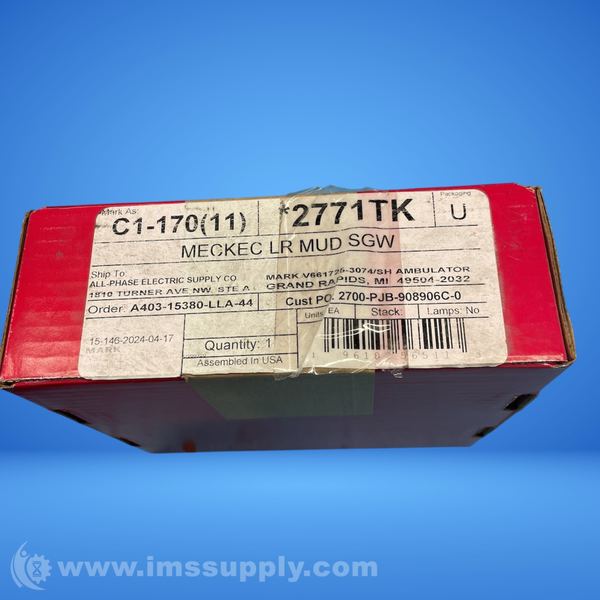 Mark As:
C1-170(11)
*2771TK
Packaging
U
MECKEC LR MUD SGW
Ship To
ALL-PHASE ELECTRIC SUPPLY CO
1810 TURNER AVE NW, STE A
MARK V661725-3074/SH AMBULATOR
GRAND RAPIDS, MI 49504-2032
Order: A403-15380-LLA-44
Cust PO: 2700-PJB-908906C-0
Units: EA
Stack:
Lamps: No
15-146-2024-04-17
MARK
Quantity: 1
Assembled In USA
www.imssupply.com